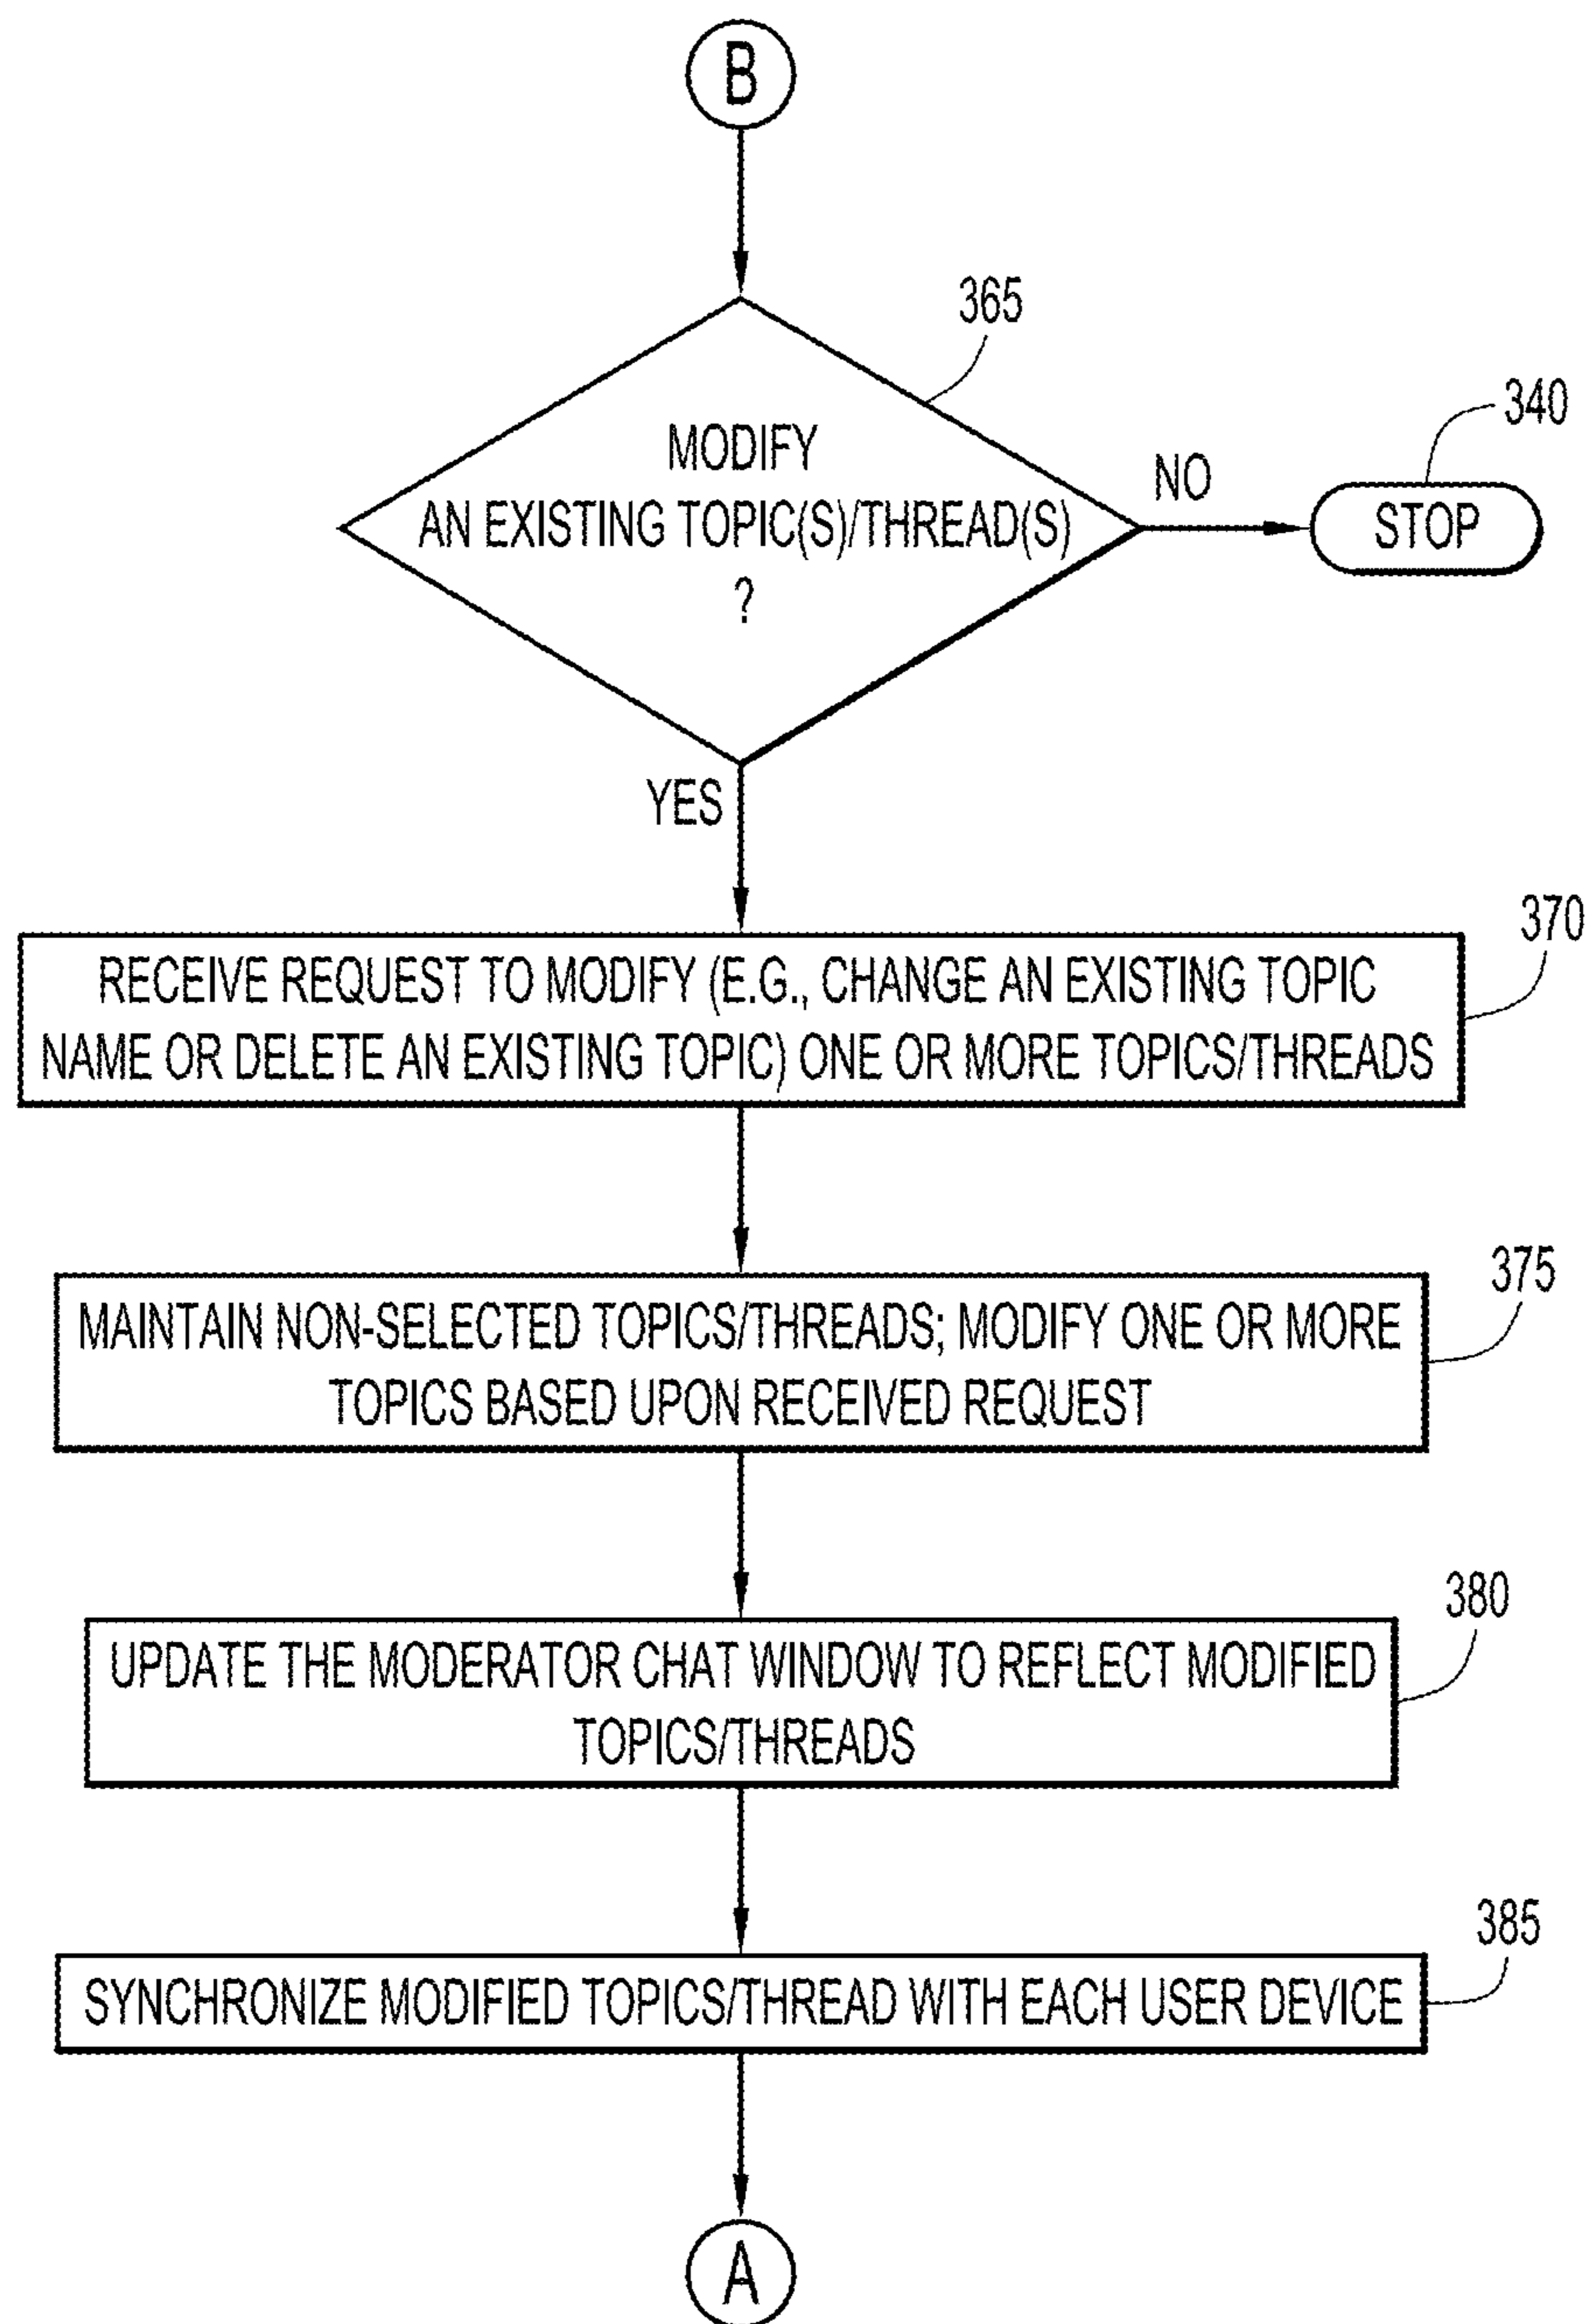 B
365
MODIFY
AN EXISTING TOPIC(S)/THREAD(S)
?
NO
340
STOP
YES
370
RECEIVE REQUEST TO MODIFY (E.G., CHANGE AN EXISTING TOPIC
NAME OR DELETE AN EXISTING TOPIC) ONE OR MORE TOPICS/THREADS
375
MAINTAIN NON-SELECTED TOPICS/THREADS; MODIFY ONE OR MORE
TOPICS BASED UPON RECEIVED REQUEST
380
UPDATE THE MODERATOR CHAT WINDOW TO REFLECT MODIFIED
TOPICS/THREADS
385
SYNCHRONIZE MODIFIED TOPICS/THREAD WITH EACH USER DEVICE
A